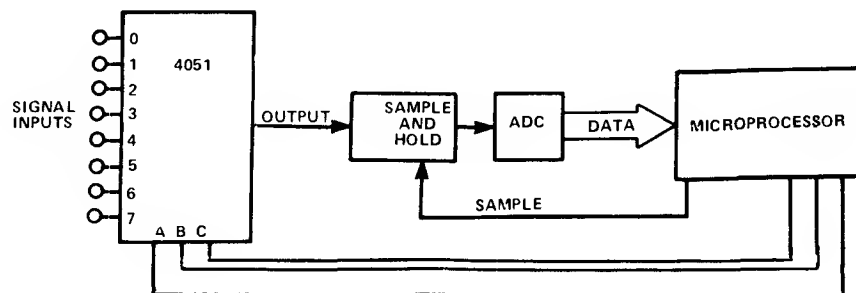 0
1
2
3
4
5
6
7
SIGNAL
INPUTS
4051
A B C
OUTPUT
SAMPLE
AND
HOLD
ADC
DATA
MICROPROCESSOR
SAMPLE